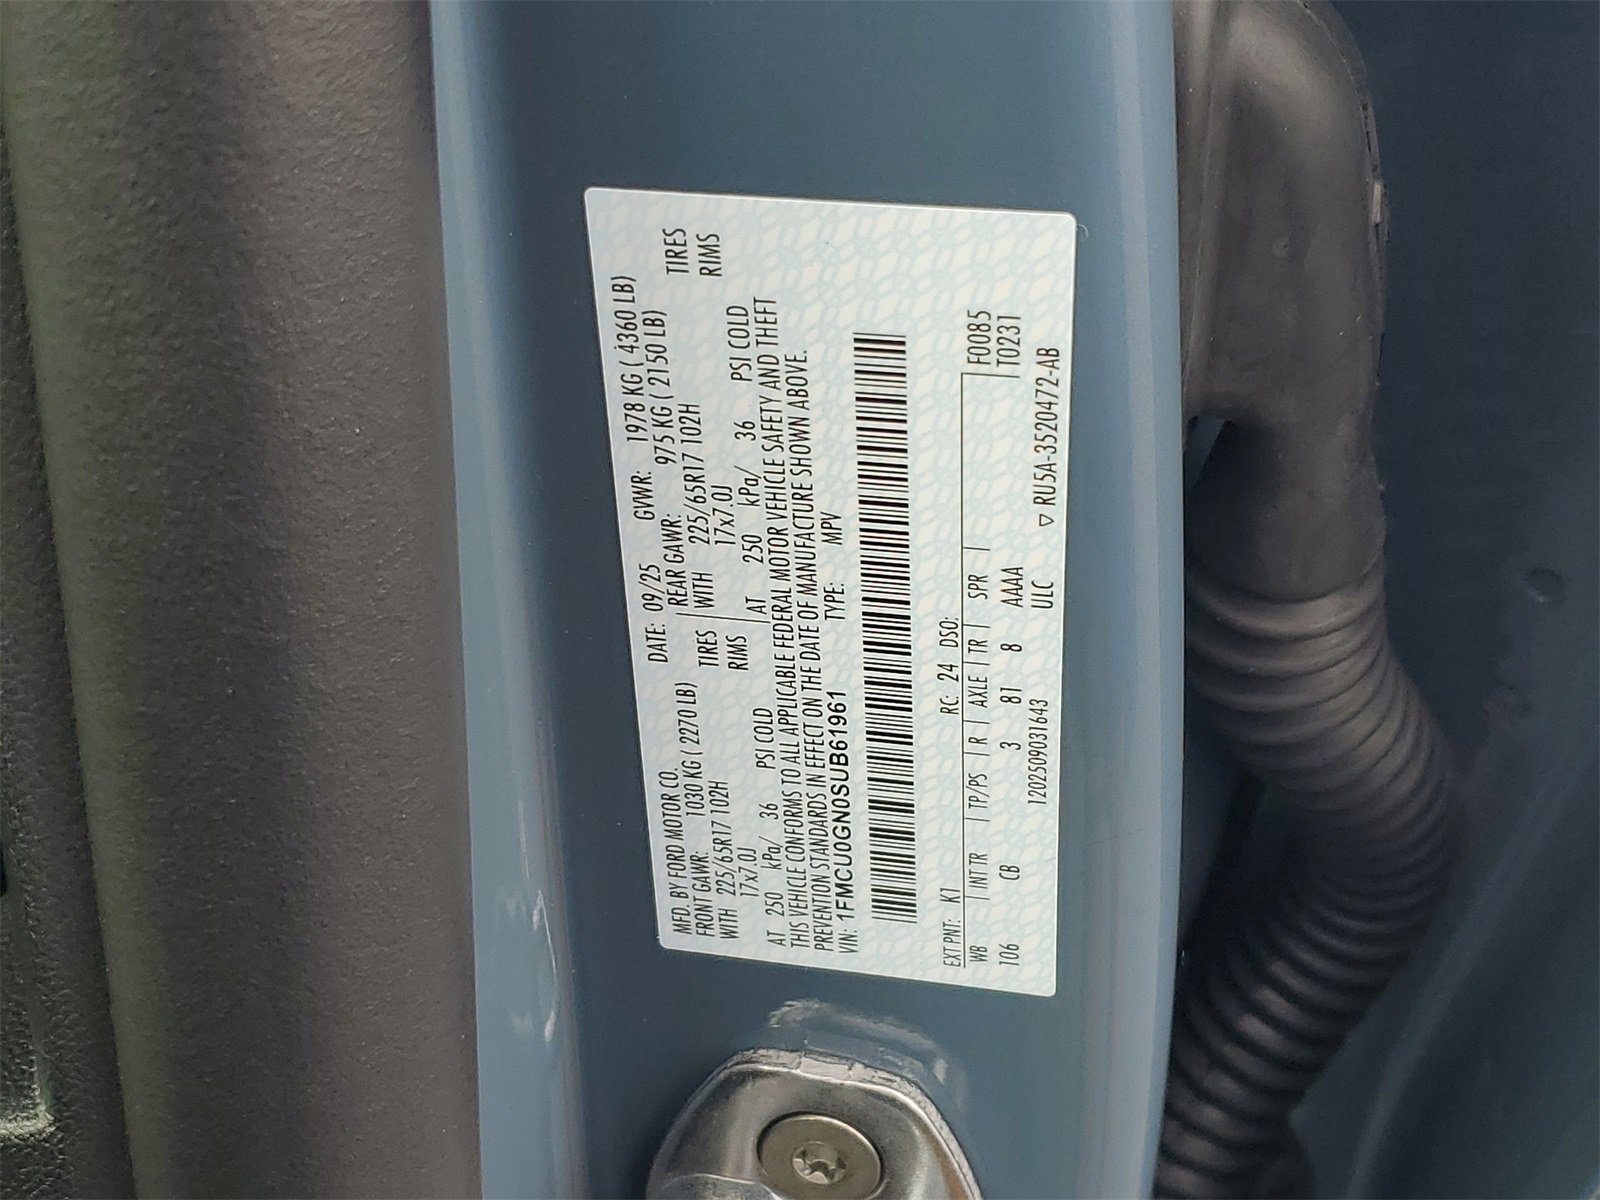 MFD. BY FORD MOTOR CO. DATE: 09/25 GVWR: 1978 KG ( 4360 LB)
FRONT GAWR: 1030 KG ( 2270 LB) REAR GAWR: 975 KG ( 2150 LB)
WITH 225/65R17 102H TIRES WITH 225/65R17 102H TIRES
17x7.0J RIMS 17x7.0J RIMS
AT 250 kPa/ 36 PSI COLD AT 250 kPa/ 36 PSI COLD
THIS VEHICLE CONFORMS TO ALL APPLICABLE FEDERAL MOTOR VEHICLE SAFETY AND THEFT
PREVENTION STANDARDS IN EFFECT ON THE DATE OF MANUFACTURE SHOWN ABOVE.
VIN: 1FMCU0GN0SUB61961 TYPE: MPV
EXT PNT: K1 RC: 24 DSO: F0085
WB INT TR TP/PS R AXLE TR SPR T0231
106 CB 3 81 8 AAAA
120250903164​3 ULC ▽ RU5A-3520472-AB